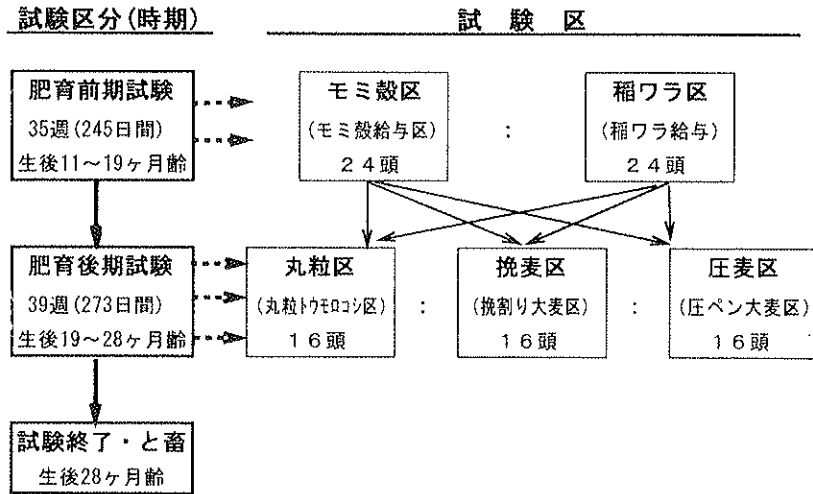 試験区分(時期)
試験区
肥育前期試験
35週(245日間)
生後11～19ヶ月齢
モミ殻区
(モミ殻給与区)
24頭
:
稲ワラ区
(稲ワラ給与)
24頭
肥育後期試験
39週(273日間)
生後19～28ヶ月齢
丸粒区
(丸粒トウモロコシ区)
16頭
:
挽麦区
(挽割り大麦区)
16頭
:
圧麦区
(圧ペン大麦区)
16頭
試験終了・と畜
生後28ヶ月齢